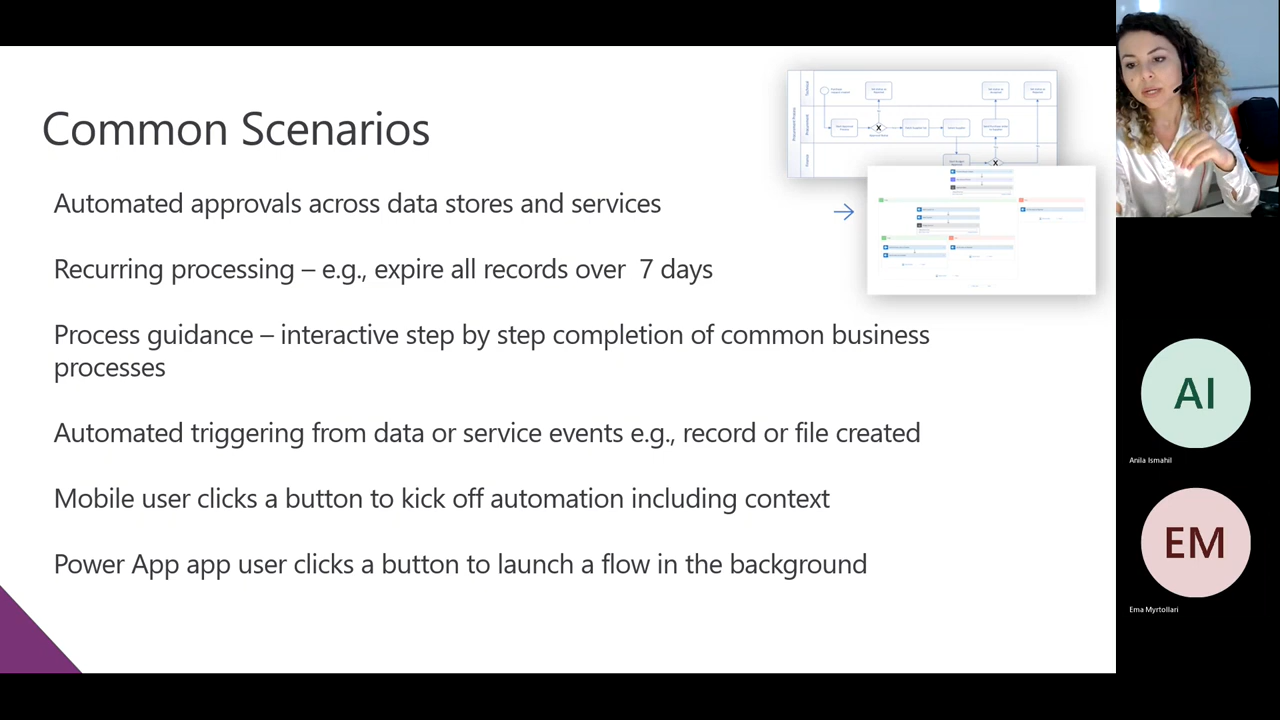 Common Scenarios
Automated approvals across data stores and services
Recurring processing – e.g., expire all records over  7 days
Process guidance – interactive step by step completion of common business
processes
Automated triggering from data or service events e.g., record or file created
Mobile user clicks a button to kick off automation including context
Power App app user clicks a button to launch a flow in the background
AI
Anila Ismahil
EM
Ema Myrtollari